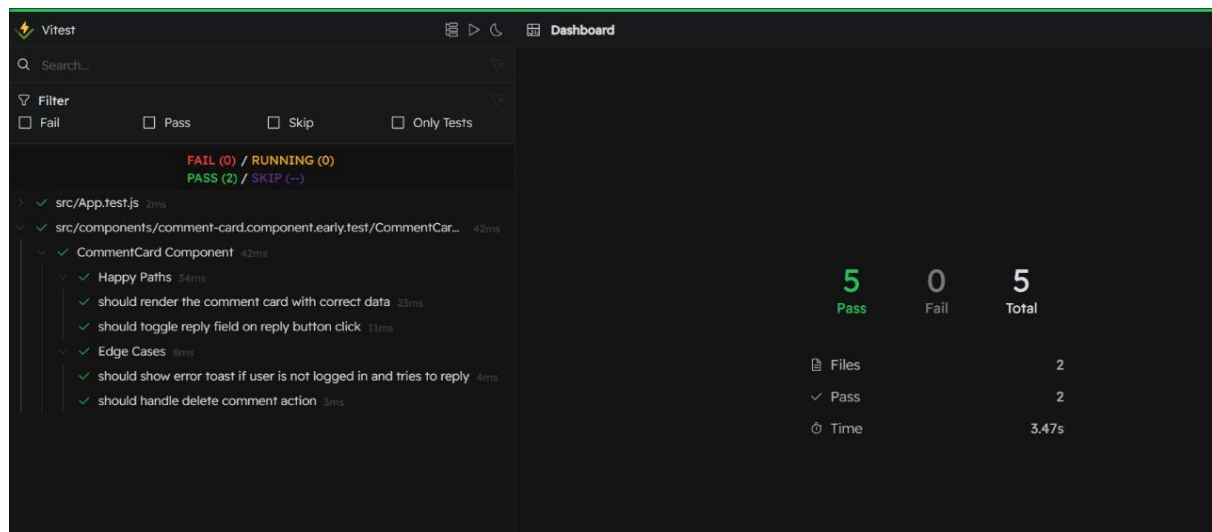 Vitest
Search...
Filter
Fail Pass Skip Only Tests
FAIL (0) / RUNNING (0)
PASS (2) / SKIP (--)
src/App.test.js 2ms
src/components/comment-card.component.early.test/CommentCar... 42ms
CommentCard Component 42ms
Happy Paths 34ms
should render the comment card with correct data 23ms
should toggle reply field on reply button click 11ms
Edge Cases 8ms
should show error toast if user is not logged in and tries to reply 4ms
should handle delete comment action 3ms
Dashboard
5 0 5
Pass Fail Total
Files 2
Pass 2
Time 3.47s